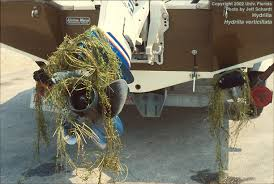 Copyright 2002 Univ. Florida
Photo by Jeff Schardt
Hydrilla
Hydrilla verticillata